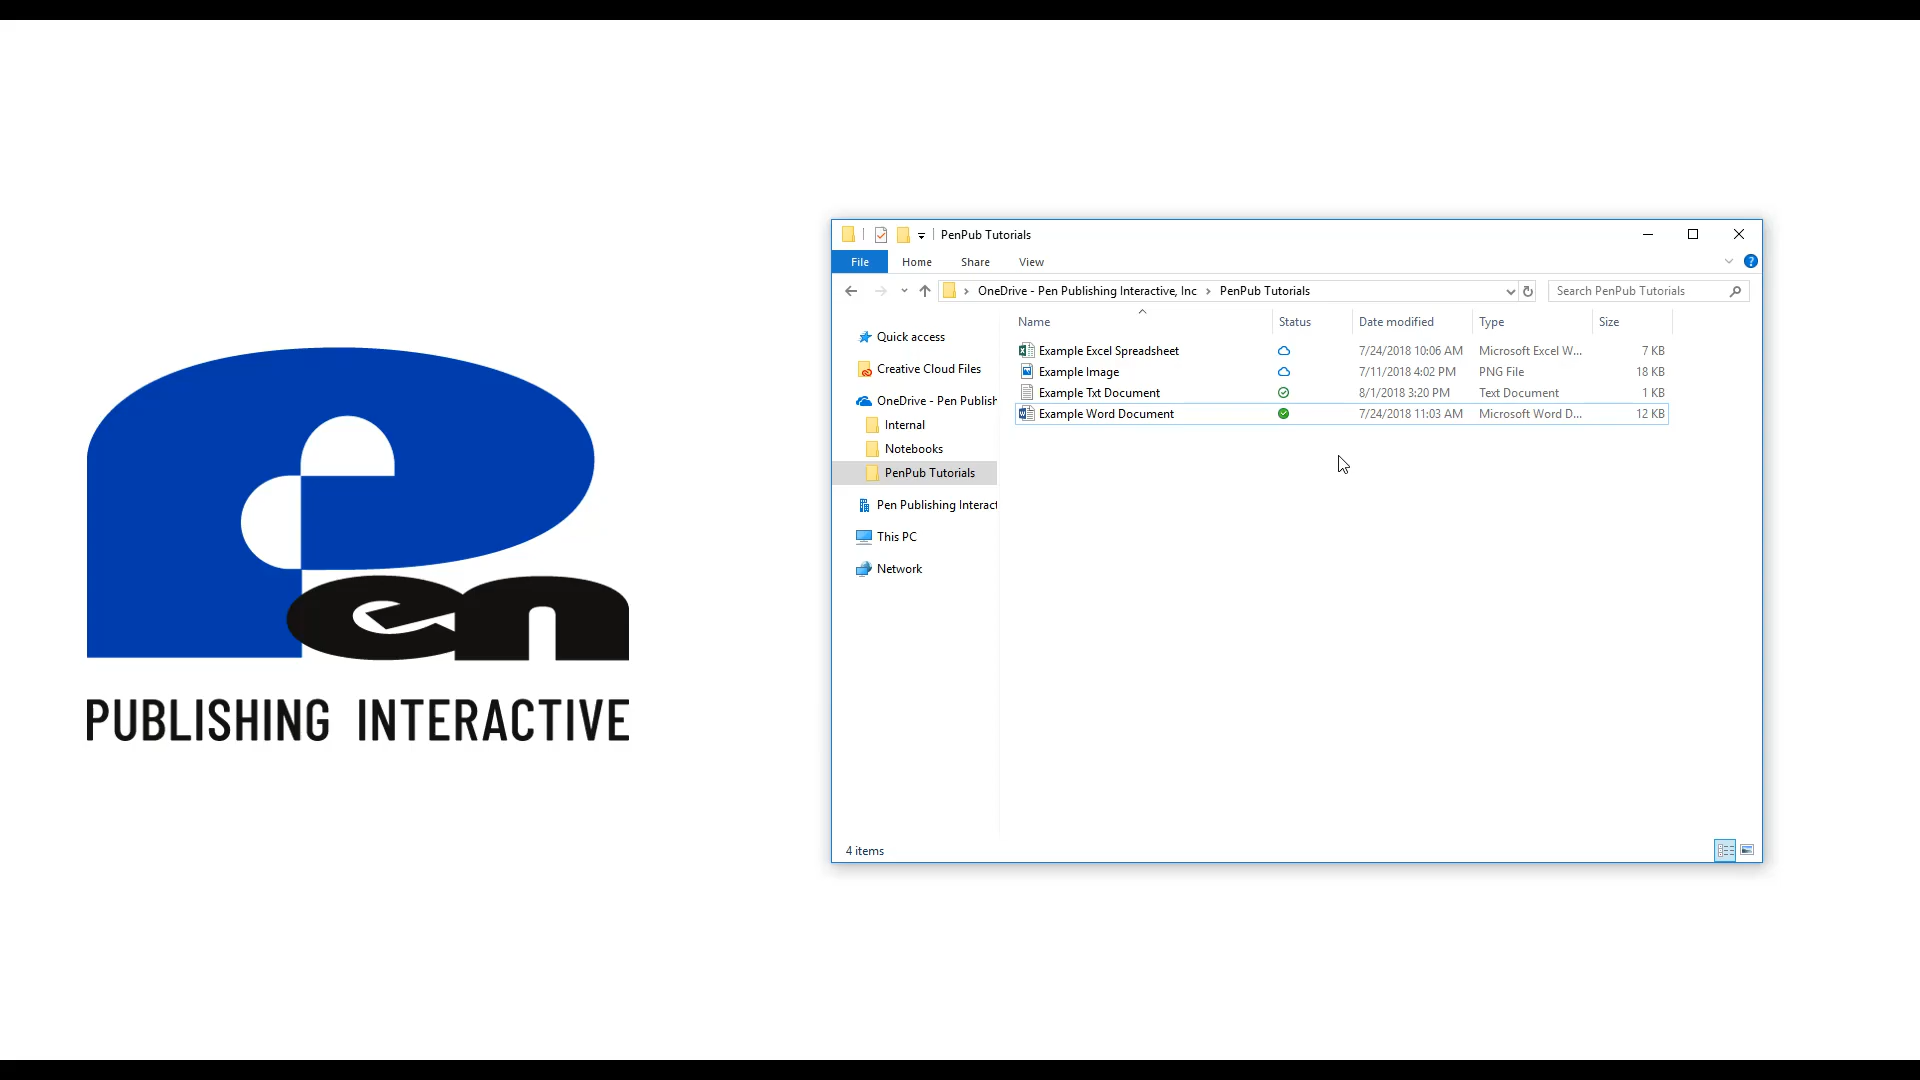 Pen
PUBLISHING INTERACTIVE
PenPub Tutorials
File Home Share View
OneDrive - Pen Publishing Interactive, Inc PenPub Tutorials
Search PenPub Tutorials
Name Status Date modified Type Size
Example Excel Spreadsheet 7/24/2018 10:06 AM Microsoft Excel W... 7 KB
Example Image 7/11/2018 4:02 PM PNG File 18 KB
Example Txt Document 8/1/2018 3:20 PM Text Document 1 KB
Example Word Document 7/24/2018 11:03 AM Microsoft Word D... 12 KB
Quick access
Creative Cloud Files
OneDrive - Pen Publish
Internal
Notebooks
PenPub Tutorials
Pen Publishing Interact
This PC
Network
4 items